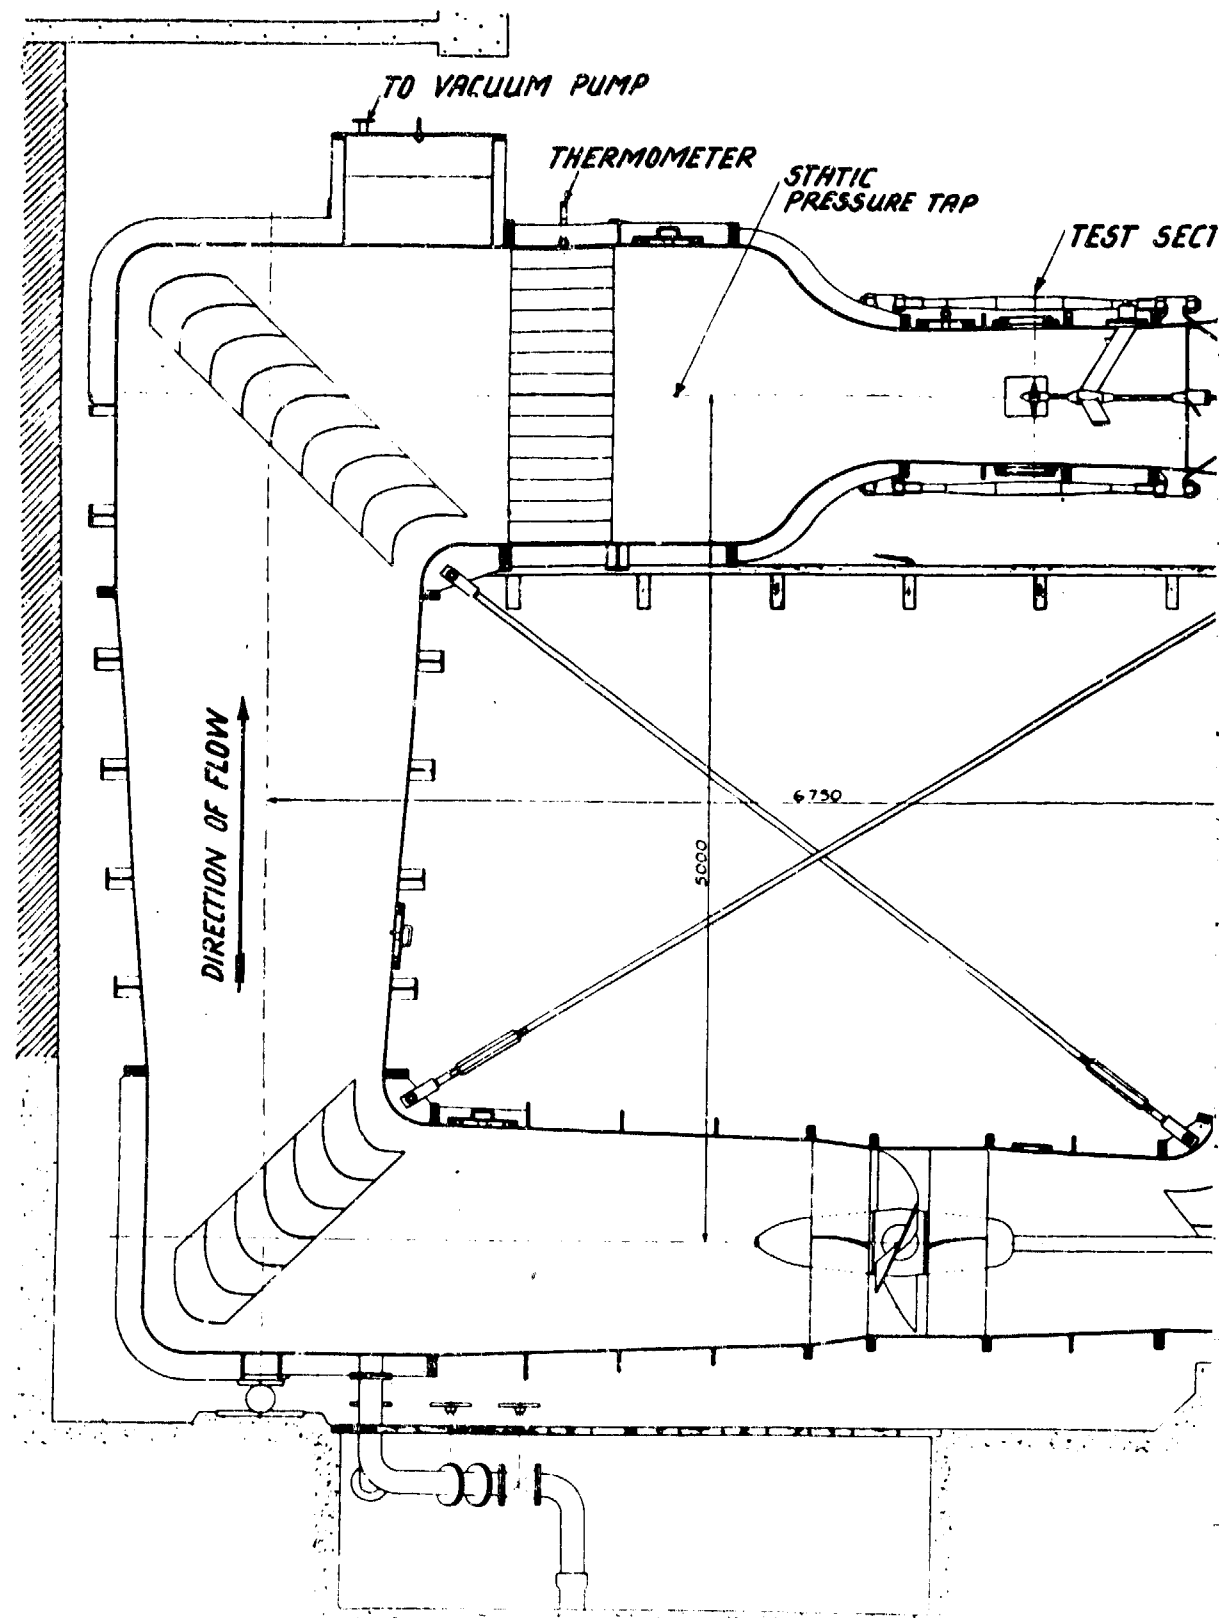 TO VACUUM PUMP
THERMOMETER
STATIC
PRESSURE TAP
TEST SECT
DIRECTION OF FLOW
6750
5000